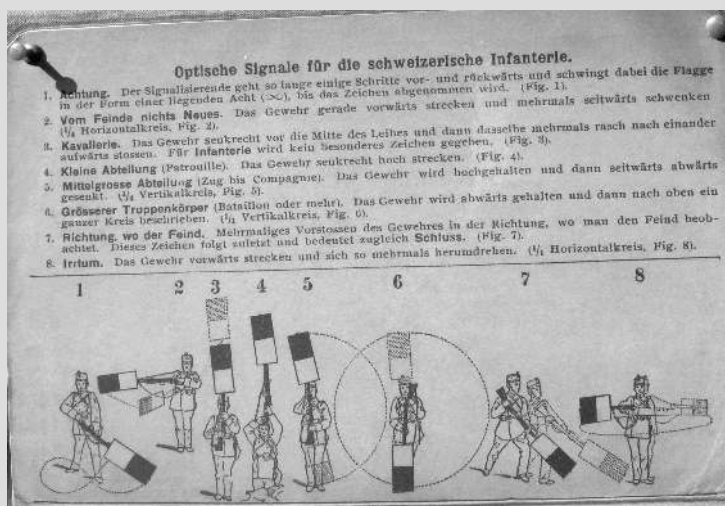 Optische Signale für die schweizerische Infanterie.
1. Achtung. Der Signalisierende geht so lange einige Schritte vor- und rückwärts und schwingt dabei die Flagge
in der Form einer liegenden Acht (∞), bis das Zeichen abgenommen wird. (Fig. 1).
2. Vom Feinde nichts Neues. Das Gewehr gerade vorwärts strecken und mehrmals seitwärts schwenken
(¼ Horizontalkreis, Fig. 2).
3. Kavallerie. Das Gewehr senkrecht vor die Mitte des Leibes und dann dasselbe mehrmals rasch nach einander
aufwärts stossen. Für Infanterie wird kein besonderes Zeichen gegeben. (Fig. 3).
4. Kleine Abteilung (Patrouille). Das Gewehr senkrecht hoch strecken. (Fig. 4).
5. Mittelgrosse Abteilung (Zug bis Compagnie). Das Gewehr wird hochgehalten und dann seitwärts abwärts
gesenkt. (Vertikalkreis, Fig. 5).
6. Grösserer Truppenkörper (Bataillon oder mehr). Das Gewehr wird abwärts gehalten und dann nach oben ein
ganzer Kreis beschrieben. (¹/₁ Vertikalkreis, Fig. 6).
7. Richtung, wo der Feind. Mehrmaliges Vorstossen des Gewehres in der Richtung, wo man den Feind beob-
achtet. Dieses Zeichen folgt zuletzt und bedeutet zugleich Schluss. (Fig. 7).
8. Irrtum. Das Gewehr vorwärts strecken und sich so mehrmals herumdrehen. (¹/₁ Horizontalkreis, Fig. 8).
1 2 3 4 5 6 7 8